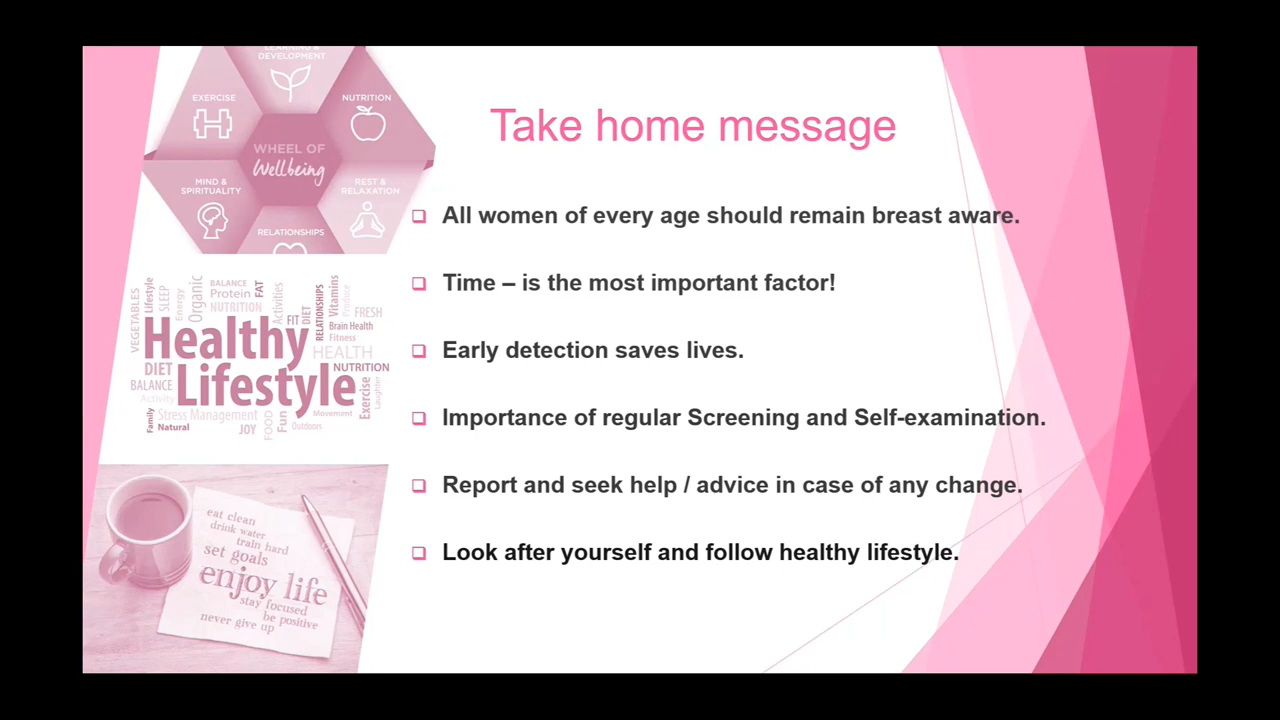 LEARNING &
DEVELOPMENT
EXERCISE
NUTRITION
WHEEL OF
Wellbeing
MIND &
SPIRITUALITY
REST &
RELAXATION
RELATIONSHIPS
Take home message
All women of every age should remain breast aware.
Time – is the most important factor!
Early detection saves lives.
Importance of regular Screening and Self-examination.
Report and seek help / advice in case of any change.
Look after yourself and follow healthy lifestyle.
VEGETABLES
Lifestyle
SLEEP
Energy
Organic
BALANCE
Protein
FAT
NUTRITION
Activities
FIT
DIET
RELATIONSHIPS
Vitamins
Produce
FRESH
Brain Health
Fitness
Healthy
HEALTH
DIET
NUTRITION
BALANCE
Lifestyle
Activity
Exercise
Laughter
Family
Stress Management
Natural
JOY
FOOD
Fun
Movement
Outdoors
eat clean
drink water
train hard
set goals
enjoy life
stay focused
be positive
never give up